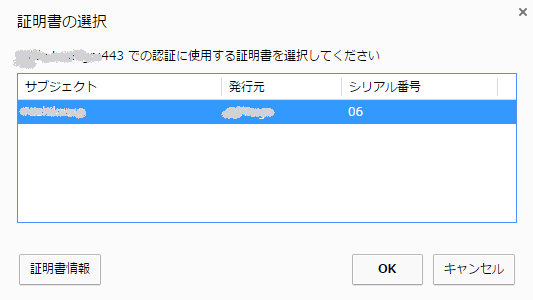 証明書の選択
443 での認証に使用する証明書を選択してください
サブジェクト 発行元 シリアル番号
06
証明書情報 OK キャンセル